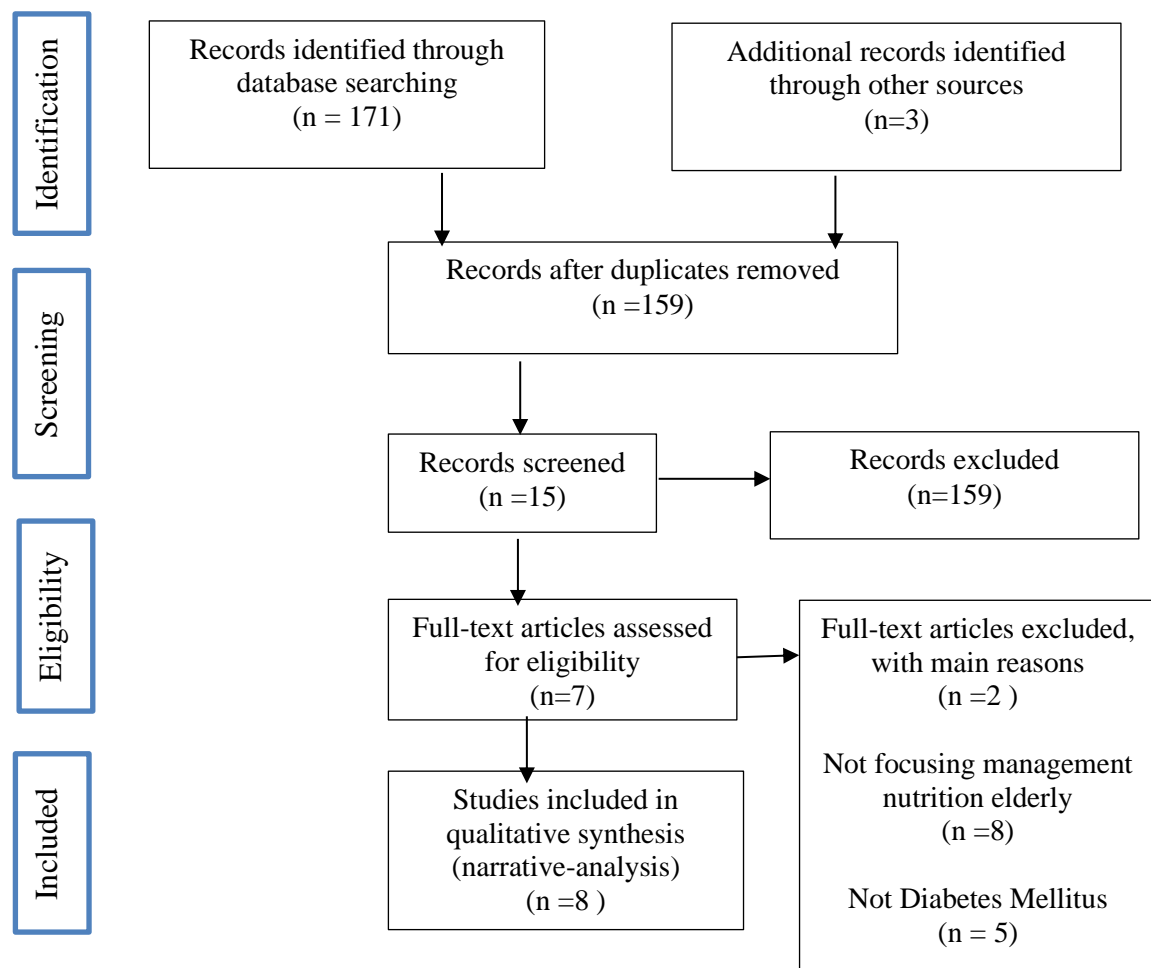 Identification
Records identified through
database searching
(n = 171)
Additional records identified
through other sources
(n=3)
Records after duplicates removed
(n =159)
Screening
Records screened
(n =15)
Records excluded
(n=159)
Eligibility
Full-text articles assessed
for eligibility
(n=7)
Full-text articles excluded,
with main reasons
(n =2 )
Not focusing management
nutrition elderly
(n =8)
Not Diabetes Mellitus
(n = 5)
Included
Studies included in
qualitative synthesis
(narrative-analysis)
(n =8 )